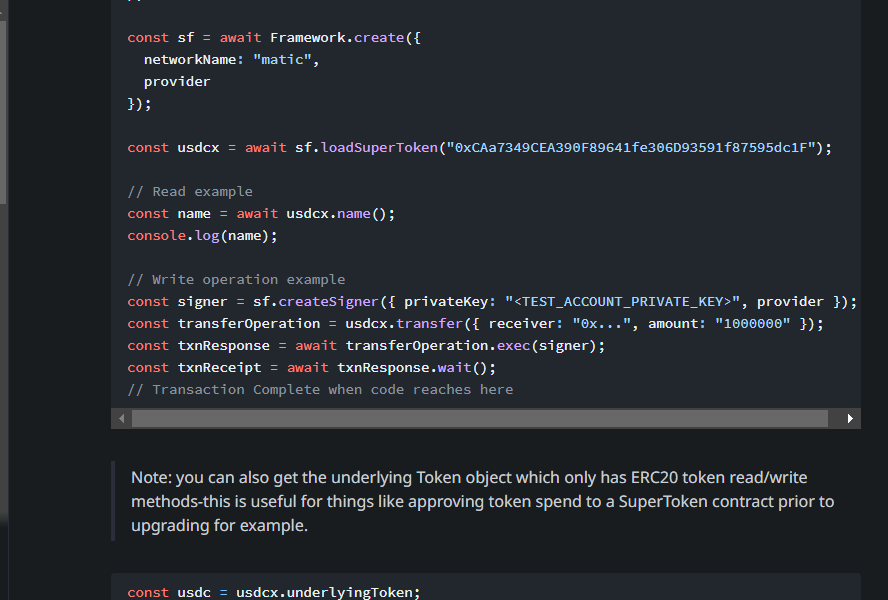 const sf = await Framework.create({
networkName: "matic",
provider
});
const usdcx = await sf.loadSuperToken("0xCAa7349CEA390F89641fe306D93591f87595dc1F");
// Read example
const name = await usdcx.name();
console.log(name);
// Write operation example
const signer = sf.createSigner({ privateKey: "<TEST_ACCOUNT_PRIVATE_KEY>", provider });
const transferOperation = usdcx.transfer({ receiver: "0x...", amount: "1000000" });
const txnResponse = await transferOperation.exec(signer);
const txnReceipt = await txnResponse.wait();
// Transaction Complete when code reaches here
Note: you can also get the underlying Token object which only has ERC20 token read/write
methods-this is useful for things like approving token spend to a SuperToken contract prior to
upgrading for example.
const usdc = usdcx.underlyingToken;